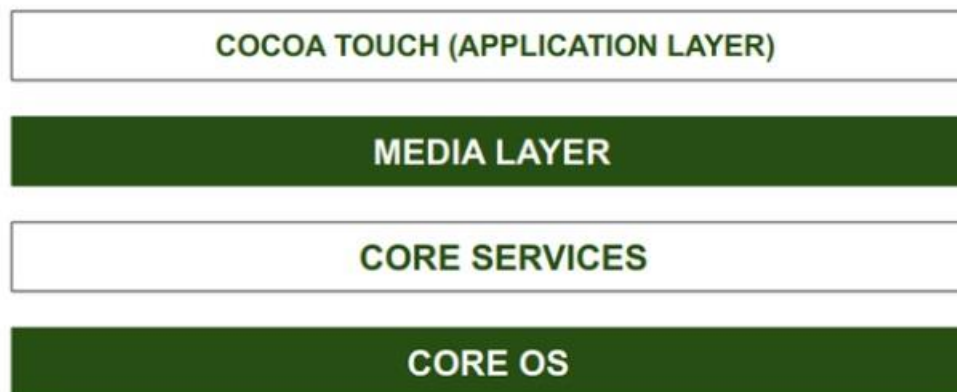 COCOA TOUCH (APPLICATION LAYER)
MEDIA LAYER
CORE SERVICES
CORE OS